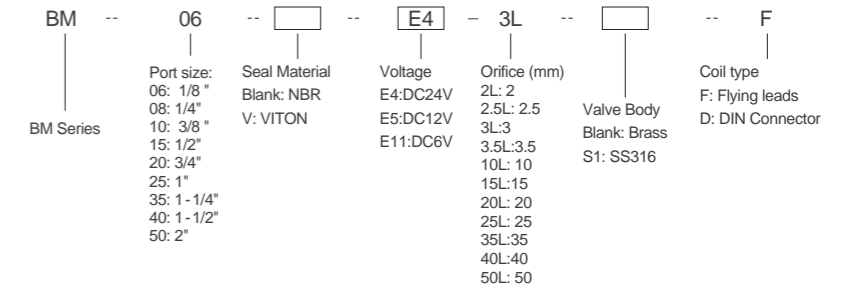 BM -- 06 -- -- E4 – 3L -- -- F
BM Series
Port size:
06: 1/8 "
08: 1/4"
10: 3/8 "
15: 1/2"
20: 3/4"
25: 1"
35: 1-1/4"
40: 1-1/2"
50: 2"
Seal Material
Blank: NBR
V: VITON
Voltage
E4:DC24V
E5:DC12V
E11:DC6V
Orifice (mm)
2L: 2
2.5L: 2.5
3L:3
3.5L:3.5
10L: 10
15L:15
20L: 20
25L: 25
35L:35
40L:40
50L: 50
Valve Body
Blank: Brass
S1: SS316
Coil type
F: Flying leads
D: DIN Connector